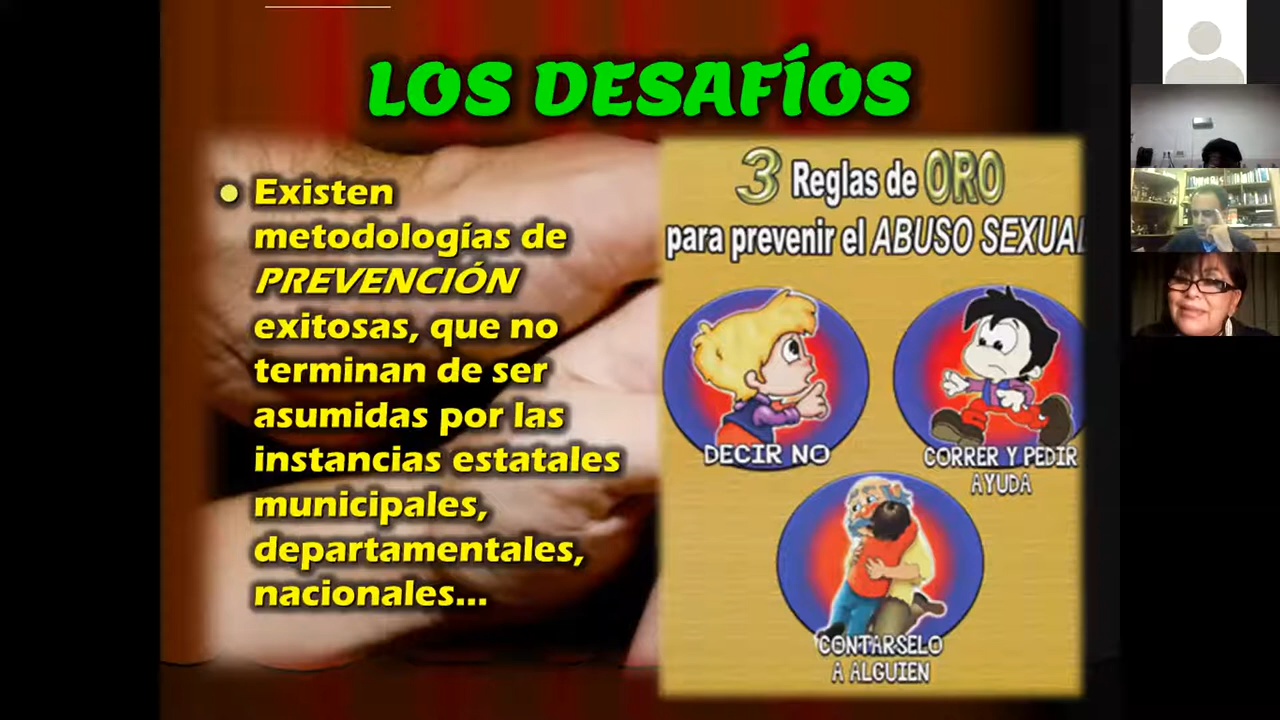 LOS DESAFÍOS
Existen
metodologías de
PREVENCIÓN
exitosas, que no
terminan de ser
asumidas por las
instancias estatales
municipales,
departamentales,
nacionales...
3 Reglas de ORO
para prevenir el ABUSO SEXUAL
DECIR NO
CORRER Y PEDIR
AYUDA
CONTARSELO
A ALGUIEN